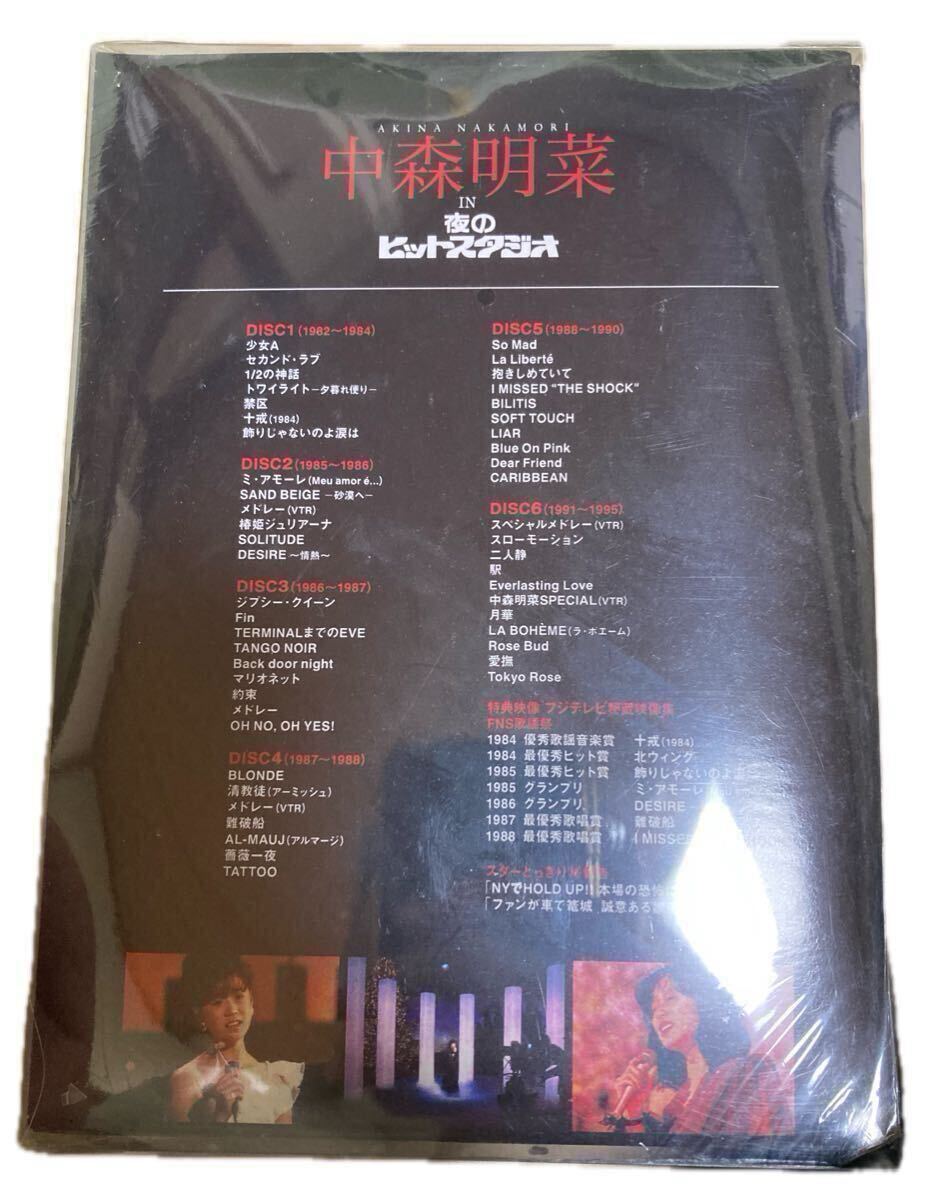 AKINA NAKAMORI
中森明菜
IN
夜の
ヒットスタジオ
DISC1 (1982〜1984)
少女A
セカンド・ラブ
1/2の神話
トワイライト −夕暮れ便り−
禁区
十戒 (1984)
飾りじゃないのよ涙は
DISC2 (1985〜1986)
ミ・アモーレ (Meu amor é...)
SAND BEIGE −砂漠へ−
メドレー (VTR)
椿姫ジュリアーナ
SOLITUDE
DESIRE 〜情熱〜
DISC3 (1986〜1987)
ジプシー・クイーン
Fin
TERMINALまでのEVE
TANGO NOIR
Back door night
マリオネット
約束
メドレー
OH NO, OH YES!
DISC4 (1987〜1988)
BLONDE
清教徒 (アーミッシュ)
メドレー (VTR)
難破船
AL-MAUJ (アルマージ)
薔薇一夜
TATTOO
DISC5 (1988〜1990)
So Mad
La Liberté
抱きしめていて
I MISSED "THE SHOCK"
BILITIS
SOFT TOUCH
LIAR
Blue On Pink
Dear Friend
CARIBBEAN
DISC6 (1991〜1995)
スペシャルメドレー (VTR)
スローモーション
二人静
駅
Everlasting Love
中森明菜SPECIAL (VTR)
月華
LA BOHÈME (ラ・ボエーム)
Rose Bud
愛撫
Tokyo Rose
特典映像 フジテレビ秘蔵映像集
FNS歌謡祭
1984 優秀歌謡音楽賞 十戒 (1984)
1984 最優秀ヒット賞 北ウィング
1985 最優秀ヒット賞 飾りじゃないのよ涙
1985 グランプリ ミ・アモーレ
1986 グランプリ DESIRE
1987 最優秀歌唱賞 難破船
1988 最優秀歌唱賞 I MISSE
スターどっきり
「NYでHOLD UP!! 本場の恐怖
「ファンが車で篭城 誠意ある